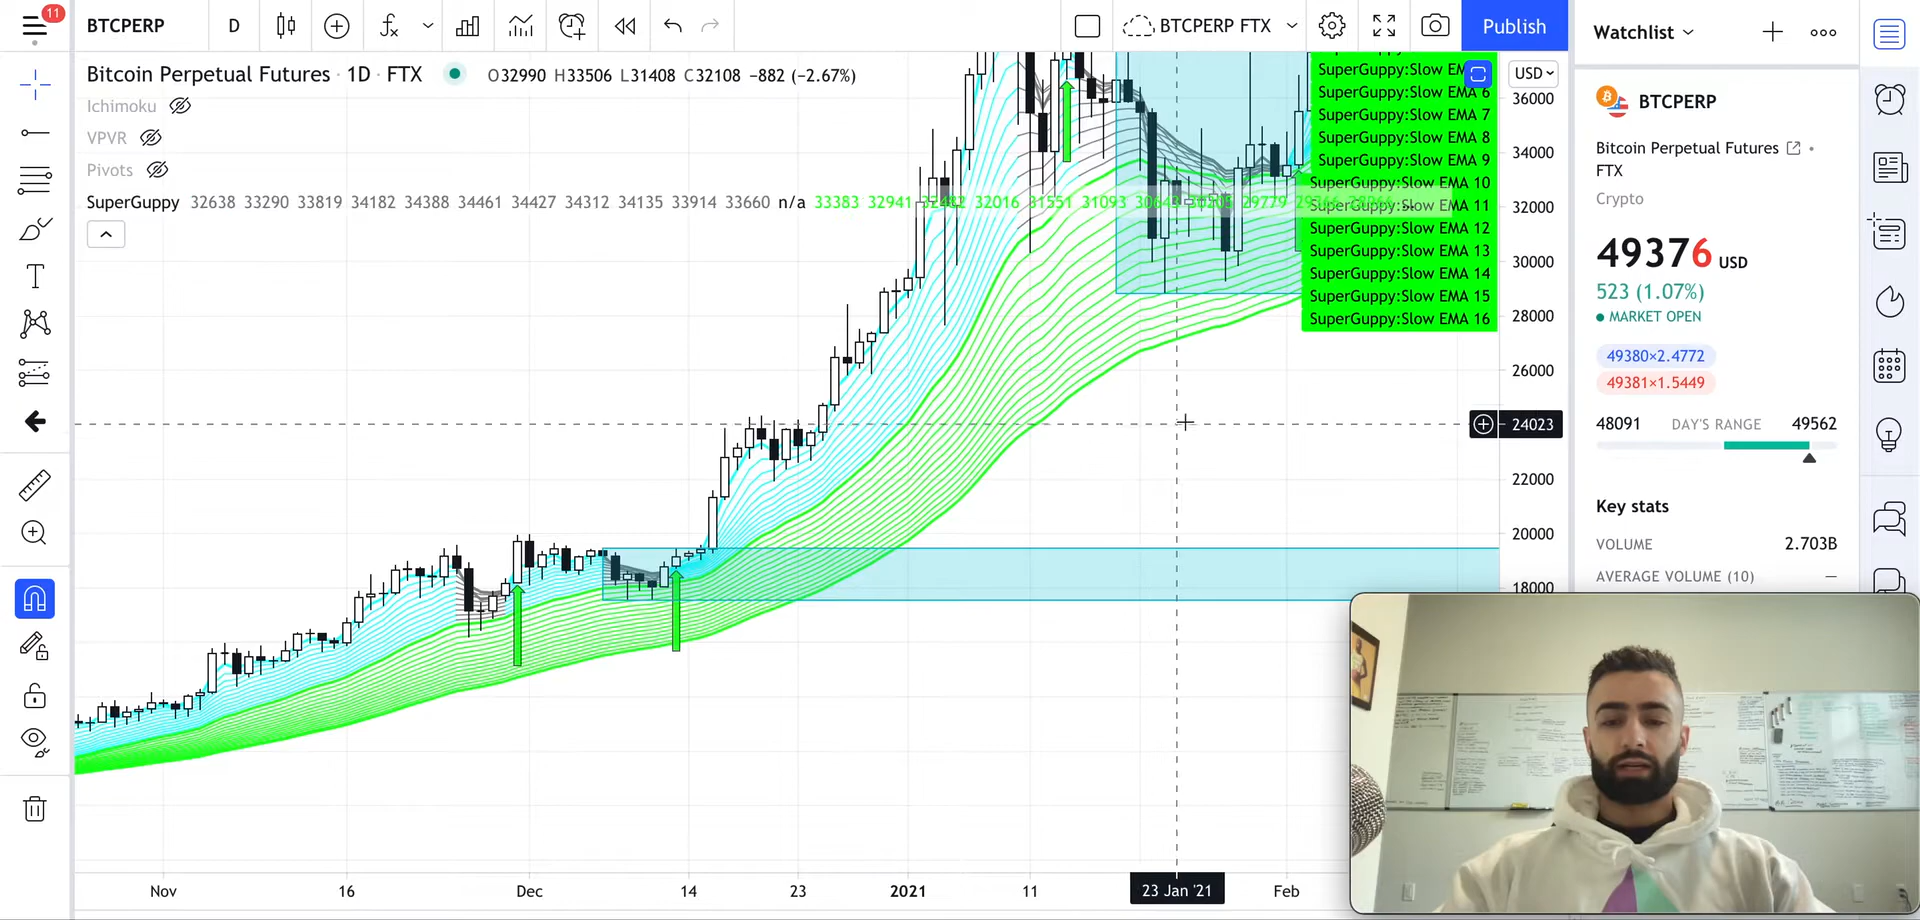 11
BTCPERP
D
BTCPERP FTX
Publish
Watchlist
Bitcoin Perpetual Futures · 1D · FTX
O32990 H33506 L31408 C32108 −882 (−2.67%)
Ichimoku
VPVR
Pivots
SuperGuppy 32638 33290 33819 34182 34388 34461 34427 34312 34135 33914 33660 n/a 33383 32941 32016 31551 31093 29779
USD
SuperGuppy:Slow EMA 6
SuperGuppy:Slow EMA 7
SuperGuppy:Slow EMA 8
SuperGuppy:Slow EMA 9
SuperGuppy:Slow EMA 10
SuperGuppy:Slow EMA 11
SuperGuppy:Slow EMA 12
SuperGuppy:Slow EMA 13
SuperGuppy:Slow EMA 14
SuperGuppy:Slow EMA 15
SuperGuppy:Slow EMA 16
36000
34000
32000
30000
28000
26000
24023
22000
20000
18000
Nov
16
Dec
14
23
2021
11
23 Jan '21
Feb
BTCPERP
Bitcoin Perpetual Futures
FTX
Crypto
49376 USD
523 (1.07%)
MARKET OPEN
49380×2.4772
49381×1.5449
48091 DAY'S RANGE 49562
Key stats
VOLUME 2.703B
AVERAGE VOLUME (10) —